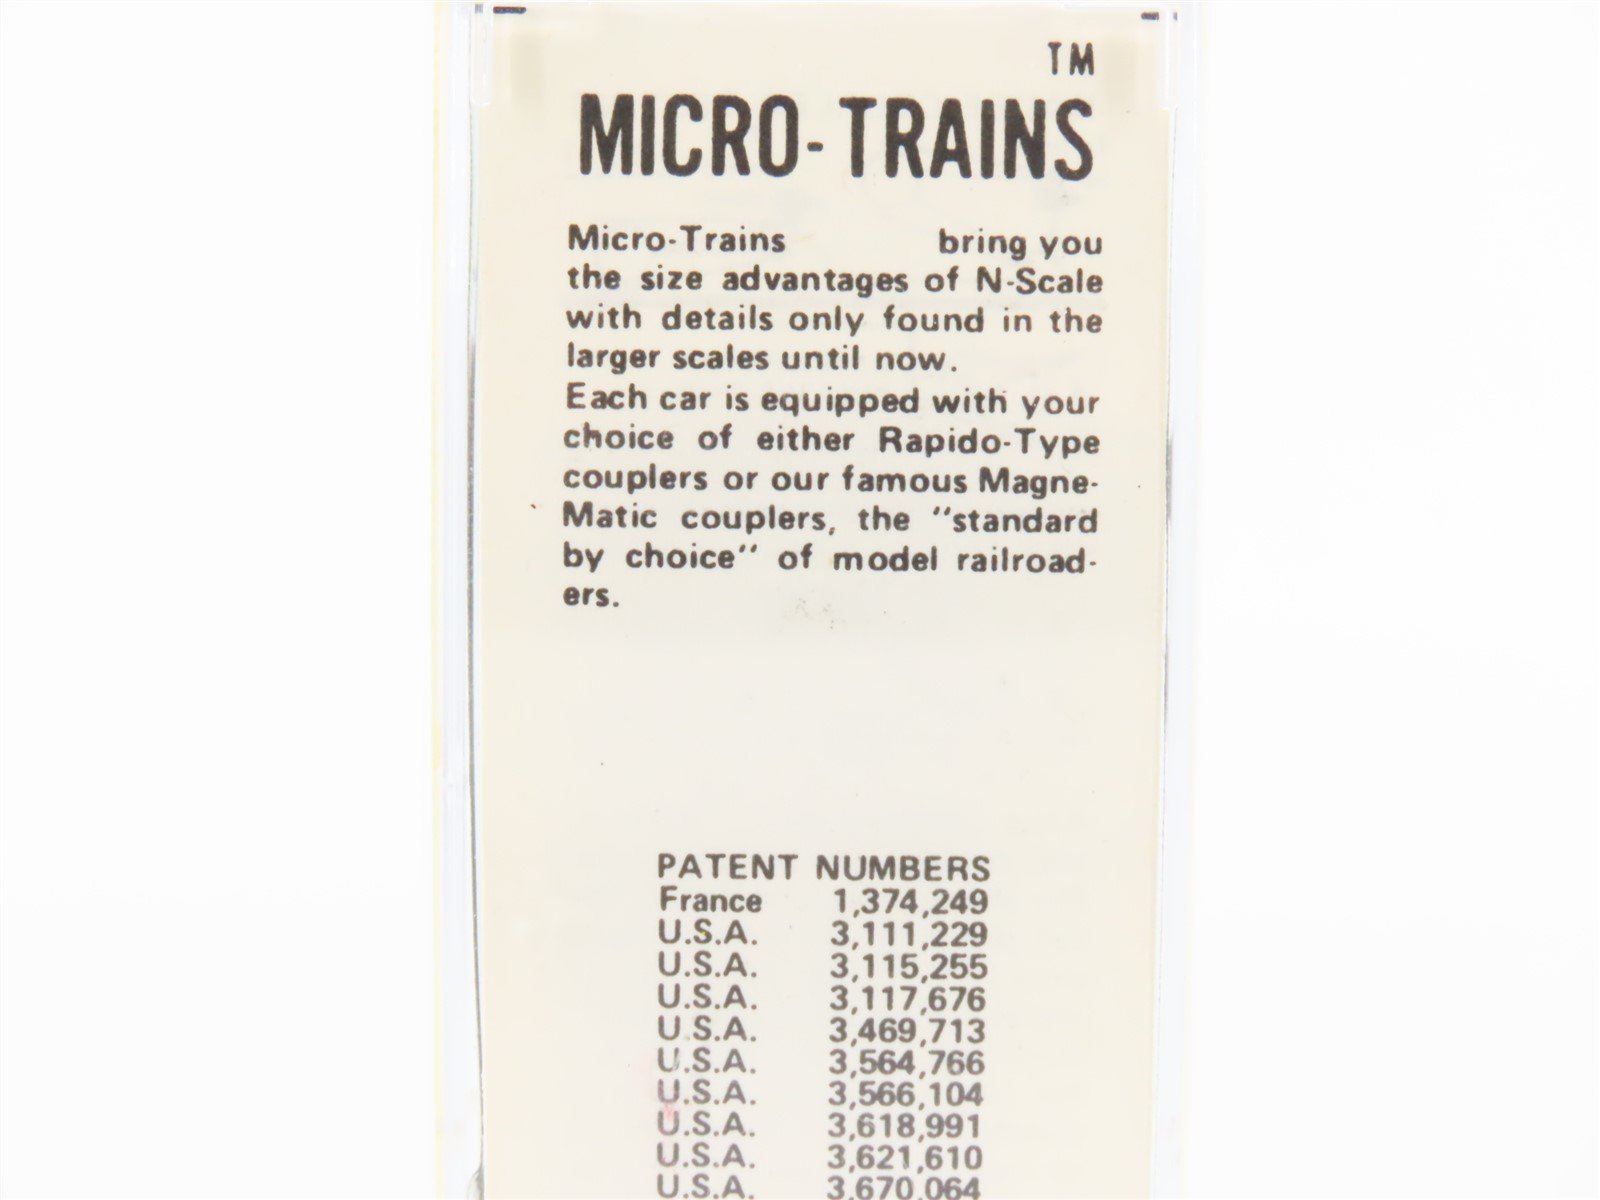 TM
MICRO-TRAINS
Micro-Trains bring you
the size advantages of N-Scale
with details only found in the
larger scales until now.
Each car is equipped with your
choice of either Rapido-Type
couplers or our famous Magne-
Matic couplers, the "standard
by choice" of model railroad-
ers.
PATENT NUMBERS
France 1,374,249
U.S.A. 3,111,229
U.S.A. 3,115,255
U.S.A. 3,117,676
U.S.A. 3,469,713
U.S.A. 3,564,766
U.S.A. 3,566,104
U.S.A. 3,618,991
U.S.A. 3,621,610
U.S.A. 3,670,064